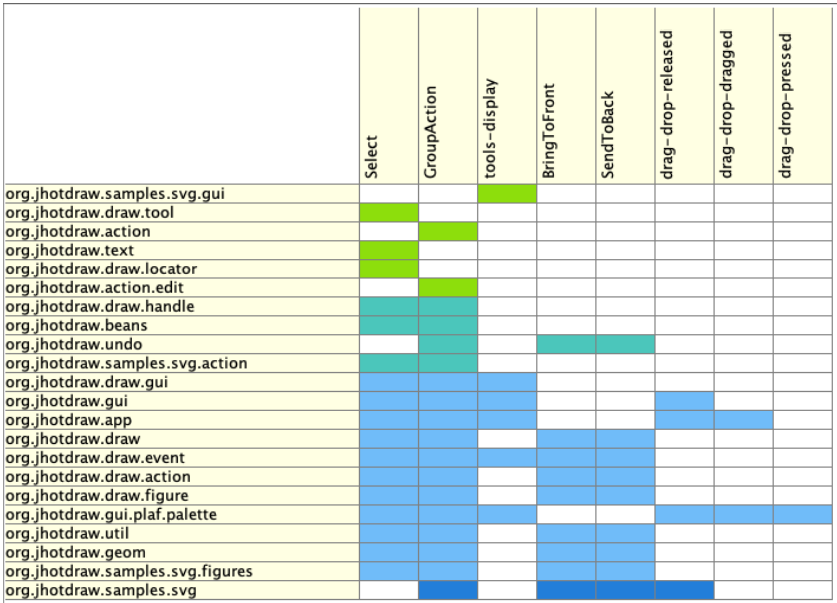 Select
GroupAction
tools-display
BringToFront
SendToBack
drag-drop-released
drag-drop-dragged
drag-drop-pressed
org.jhotdraw.samples.svg.gui
org.jhotdraw.draw.tool
org.jhotdraw.action
org.jhotdraw.text
org.jhotdraw.draw.locator
org.jhotdraw.action.edit
org.jhotdraw.draw.handle
org.jhotdraw.beans
org.jhotdraw.undo
org.jhotdraw.samples.svg.action
org.jhotdraw.draw.gui
org.jhotdraw.gui
org.jhotdraw.app
org.jhotdraw.draw
org.jhotdraw.draw.event
org.jhotdraw.draw.action
org.jhotdraw.draw.figure
org.jhotdraw.gui.plaf.palette
org.jhotdraw.util
org.jhotdraw.geom
org.jhotdraw.samples.svg.figures
org.jhotdraw.samples.svg